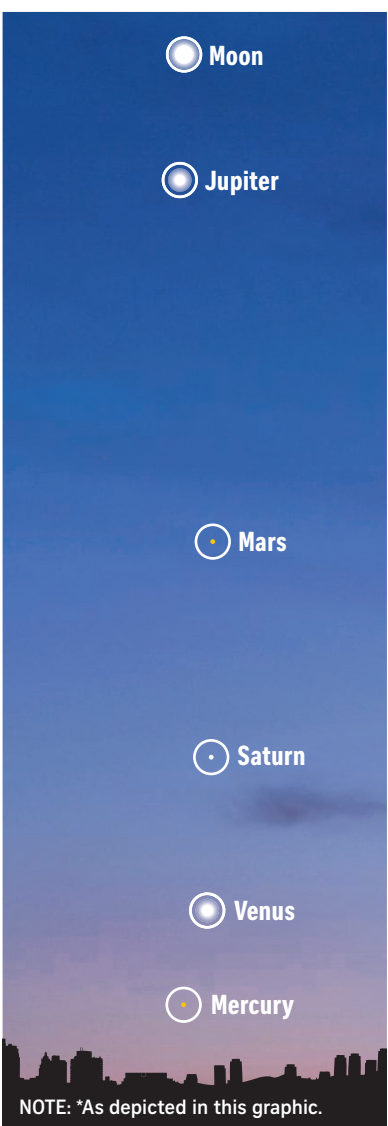 Moon
Jupiter
Mars
Saturn
Venus
Mercury
NOTE: *As depicted in this graphic.